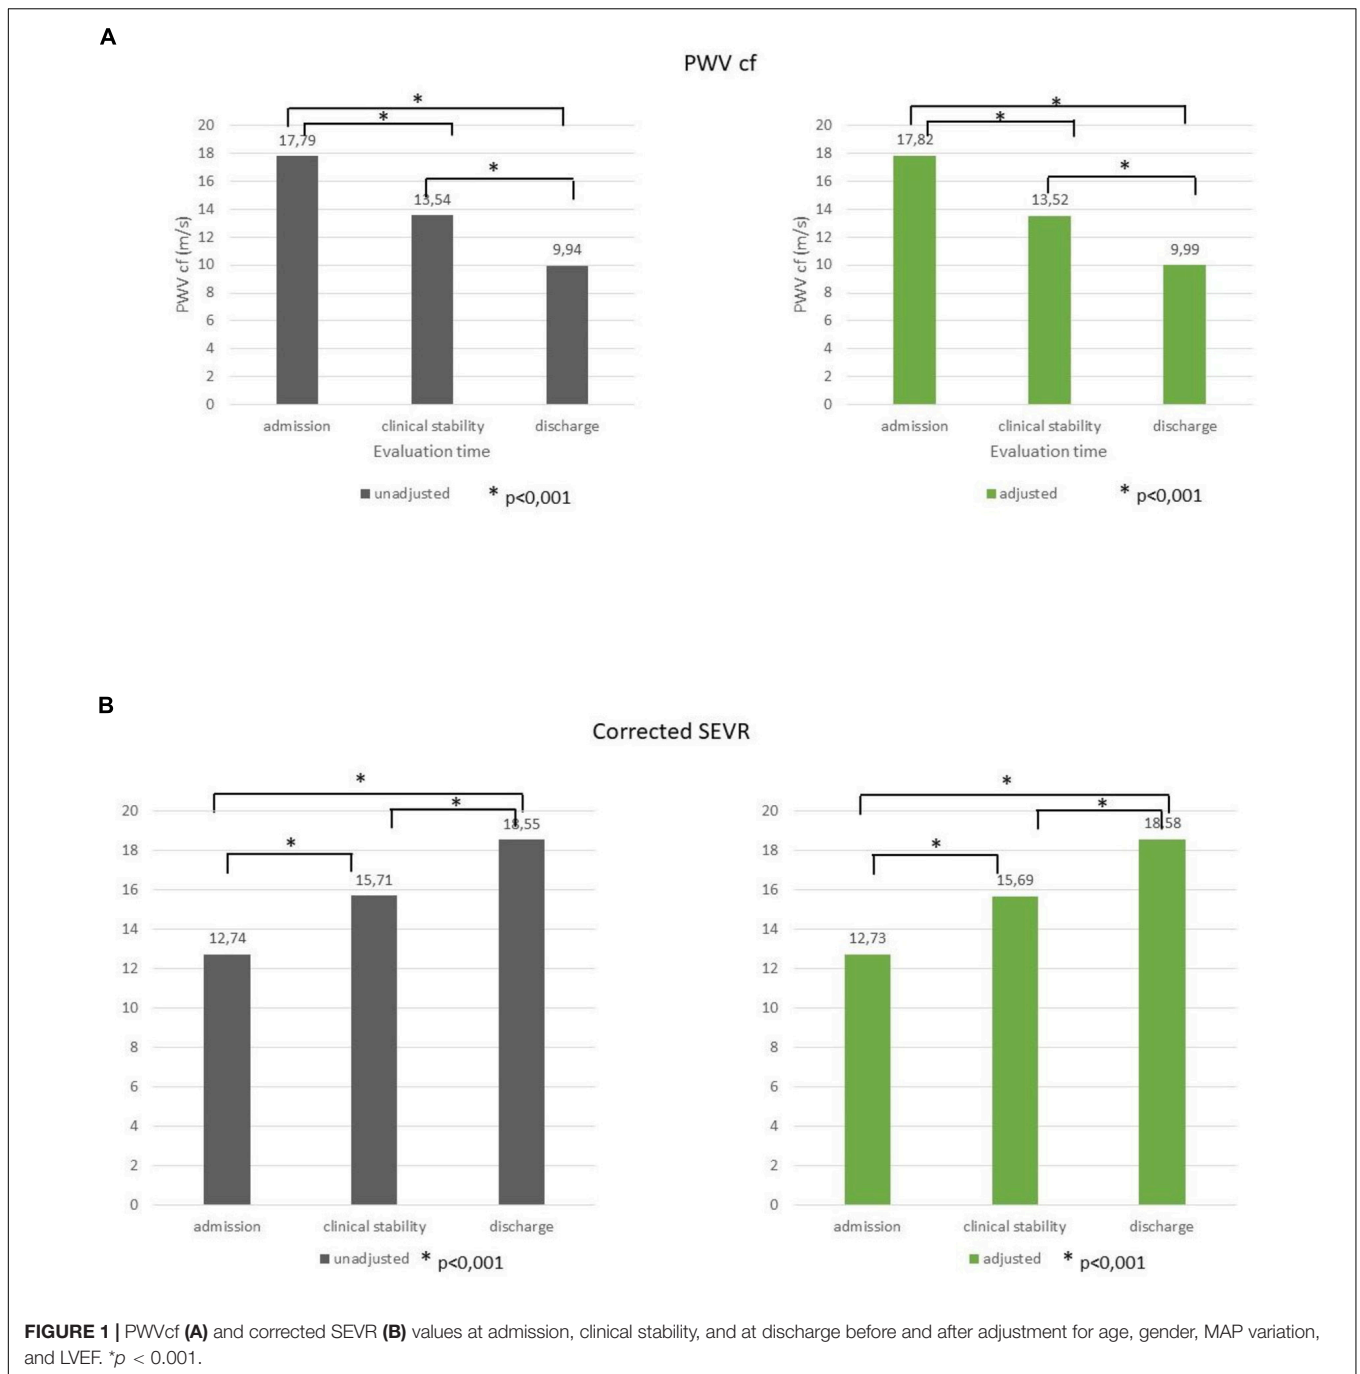 A
PWV cf
*
*
*
20
18
16
14
12
10
8
6
4
2
0
PWV cf (m/s)
17,79
13,54
9,94
admission
clinical stability
discharge
Evaluation time
unadjusted
* p<0,001
*
*
*
20
18
16
14
12
10
8
6
4
2
0
PWV cf (m/s)
17,82
13,52
9,99
admission
clinical stability
discharge
Evaluation time
adjusted
* p<0,001
B
Corrected SEVR
*
*
*
20
18
16
14
12
10
8
6
4
2
0
12,74
15,71
18,55
admission
clinical stability
discharge
unadjusted
* p<0,001
*
*
*
20
18
16
14
12
10
8
6
4
2
0
12,73
15,69
18,58
admission
clinical stability
discharge
adjusted
* p<0,001
FIGURE 1 | PWVcf (A) and corrected SEVR (B) values at admission, clinical stability, and at discharge before and after adjustment for age, gender, MAP variation,
and LVEF. *p < 0.001.